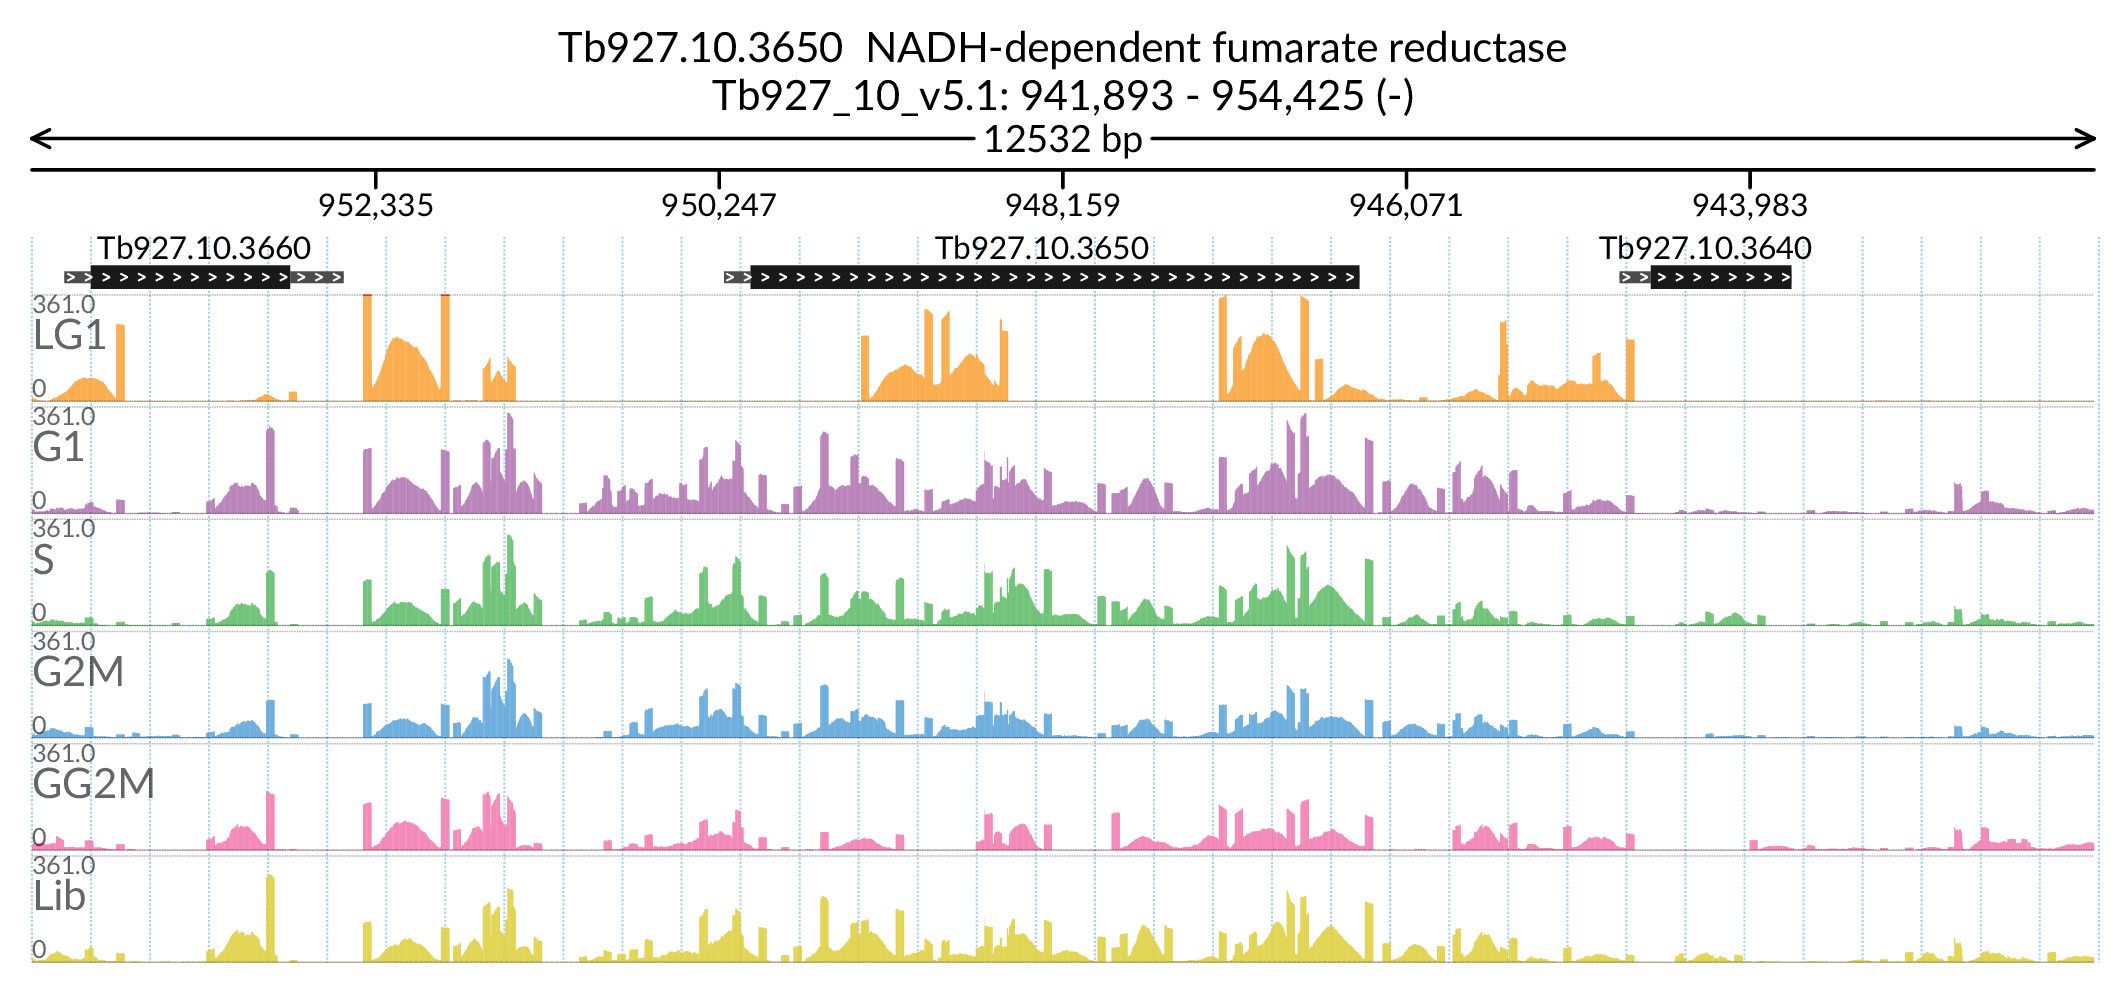 Tb927.10.3650 NADH-dependent fumarate reductase
Tb927_10_v5.1: 941,893 - 954,425 (-)
12532 bp
952,335 950,247 948,159 946,071 943,983
Tb927.10.3660 Tb927.10.3650 Tb927.10.3640
361.0
LG1
0
361.0
G1
0
361.0
S
0
361.0
G2M
0
361.0
GG2M
0
361.0
Lib
0